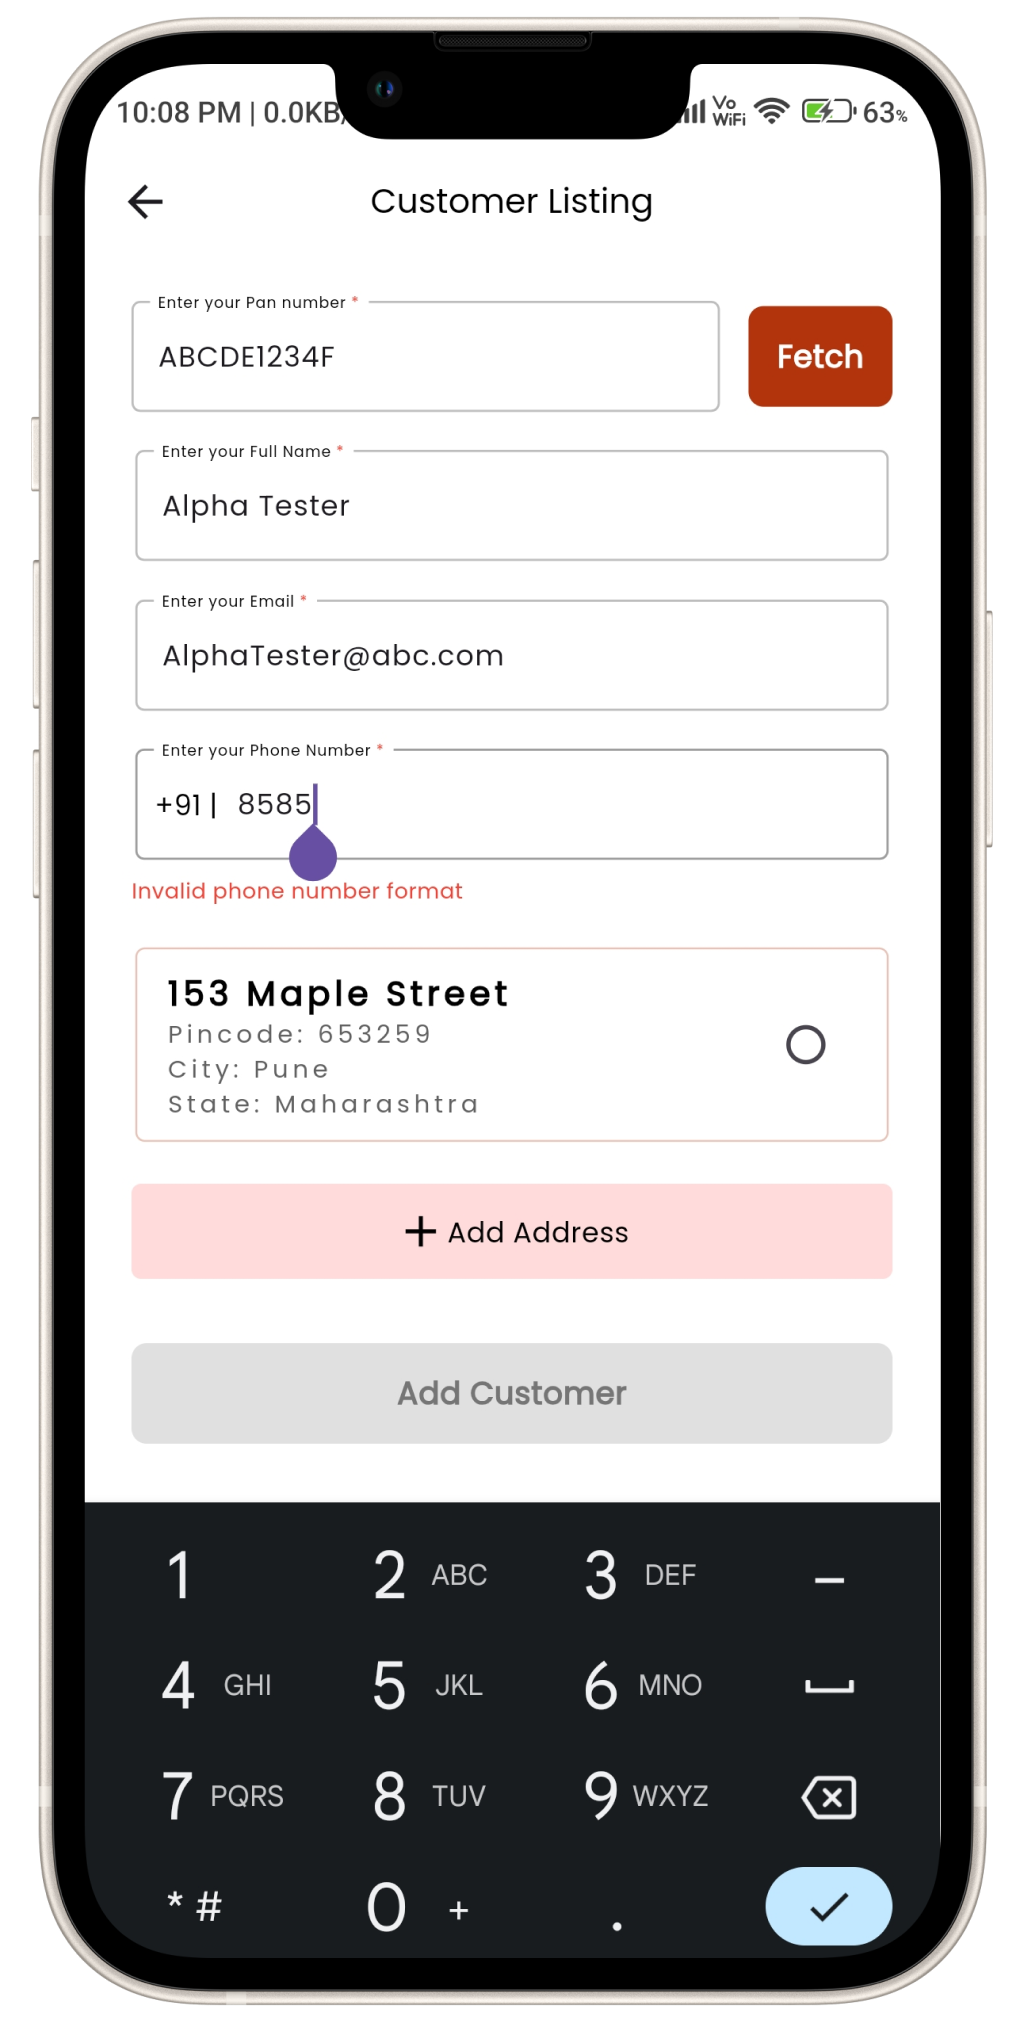 10:08 PM | 0.0KB/
Vo WiFi 63%
Customer Listing
Enter your Pan number *
ABCDE1234F
Fetch
Enter your Full Name *
Alpha Tester
Enter your Email *
AlphaTester@abc.com
Enter your Phone Number *
+91 | 8585
Invalid phone number format
153 Maple Street
Pincode: 653259
City: Pune
State: Maharashtra
+ Add Address
Add Customer
1 2 ABC 3 DEF –
4 GHI 5 JKL 6 MNO
7 PQRS 8 TUV 9 WXYZ
* # 0 + .